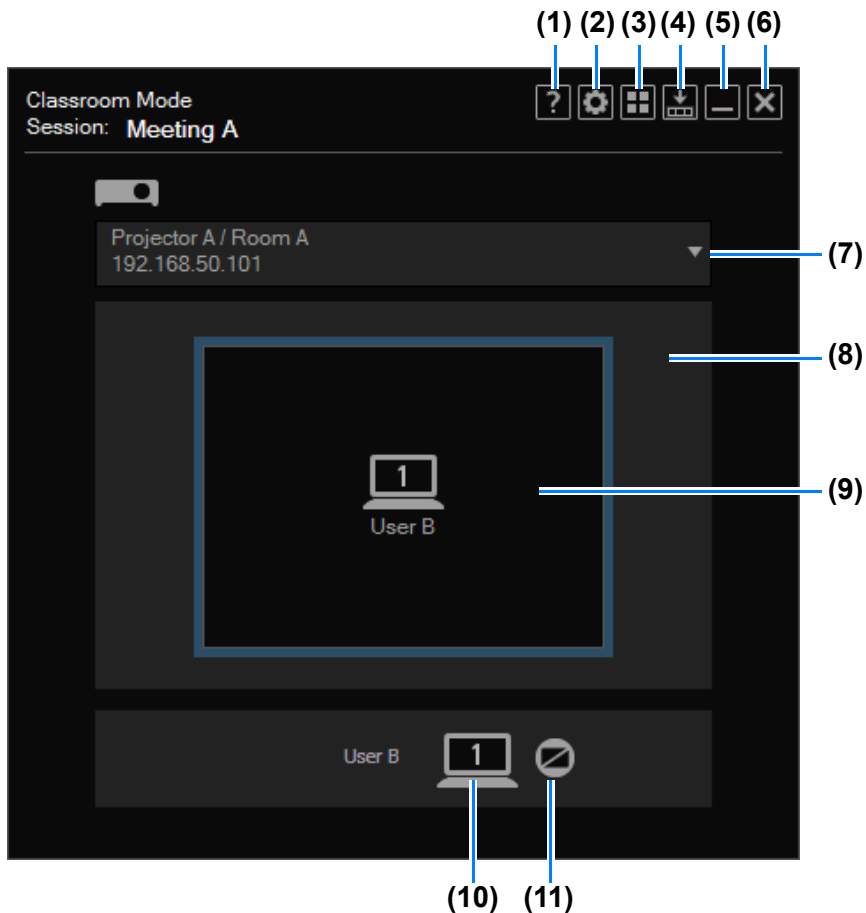 (1) (2) (3) (4) (5) (6)
Classroom Mode
?
Session: Meeting A
Projector A / Room A
192.168.50.101
(7)
(8)
1
(9)
User B
User B
1
(10) (11)